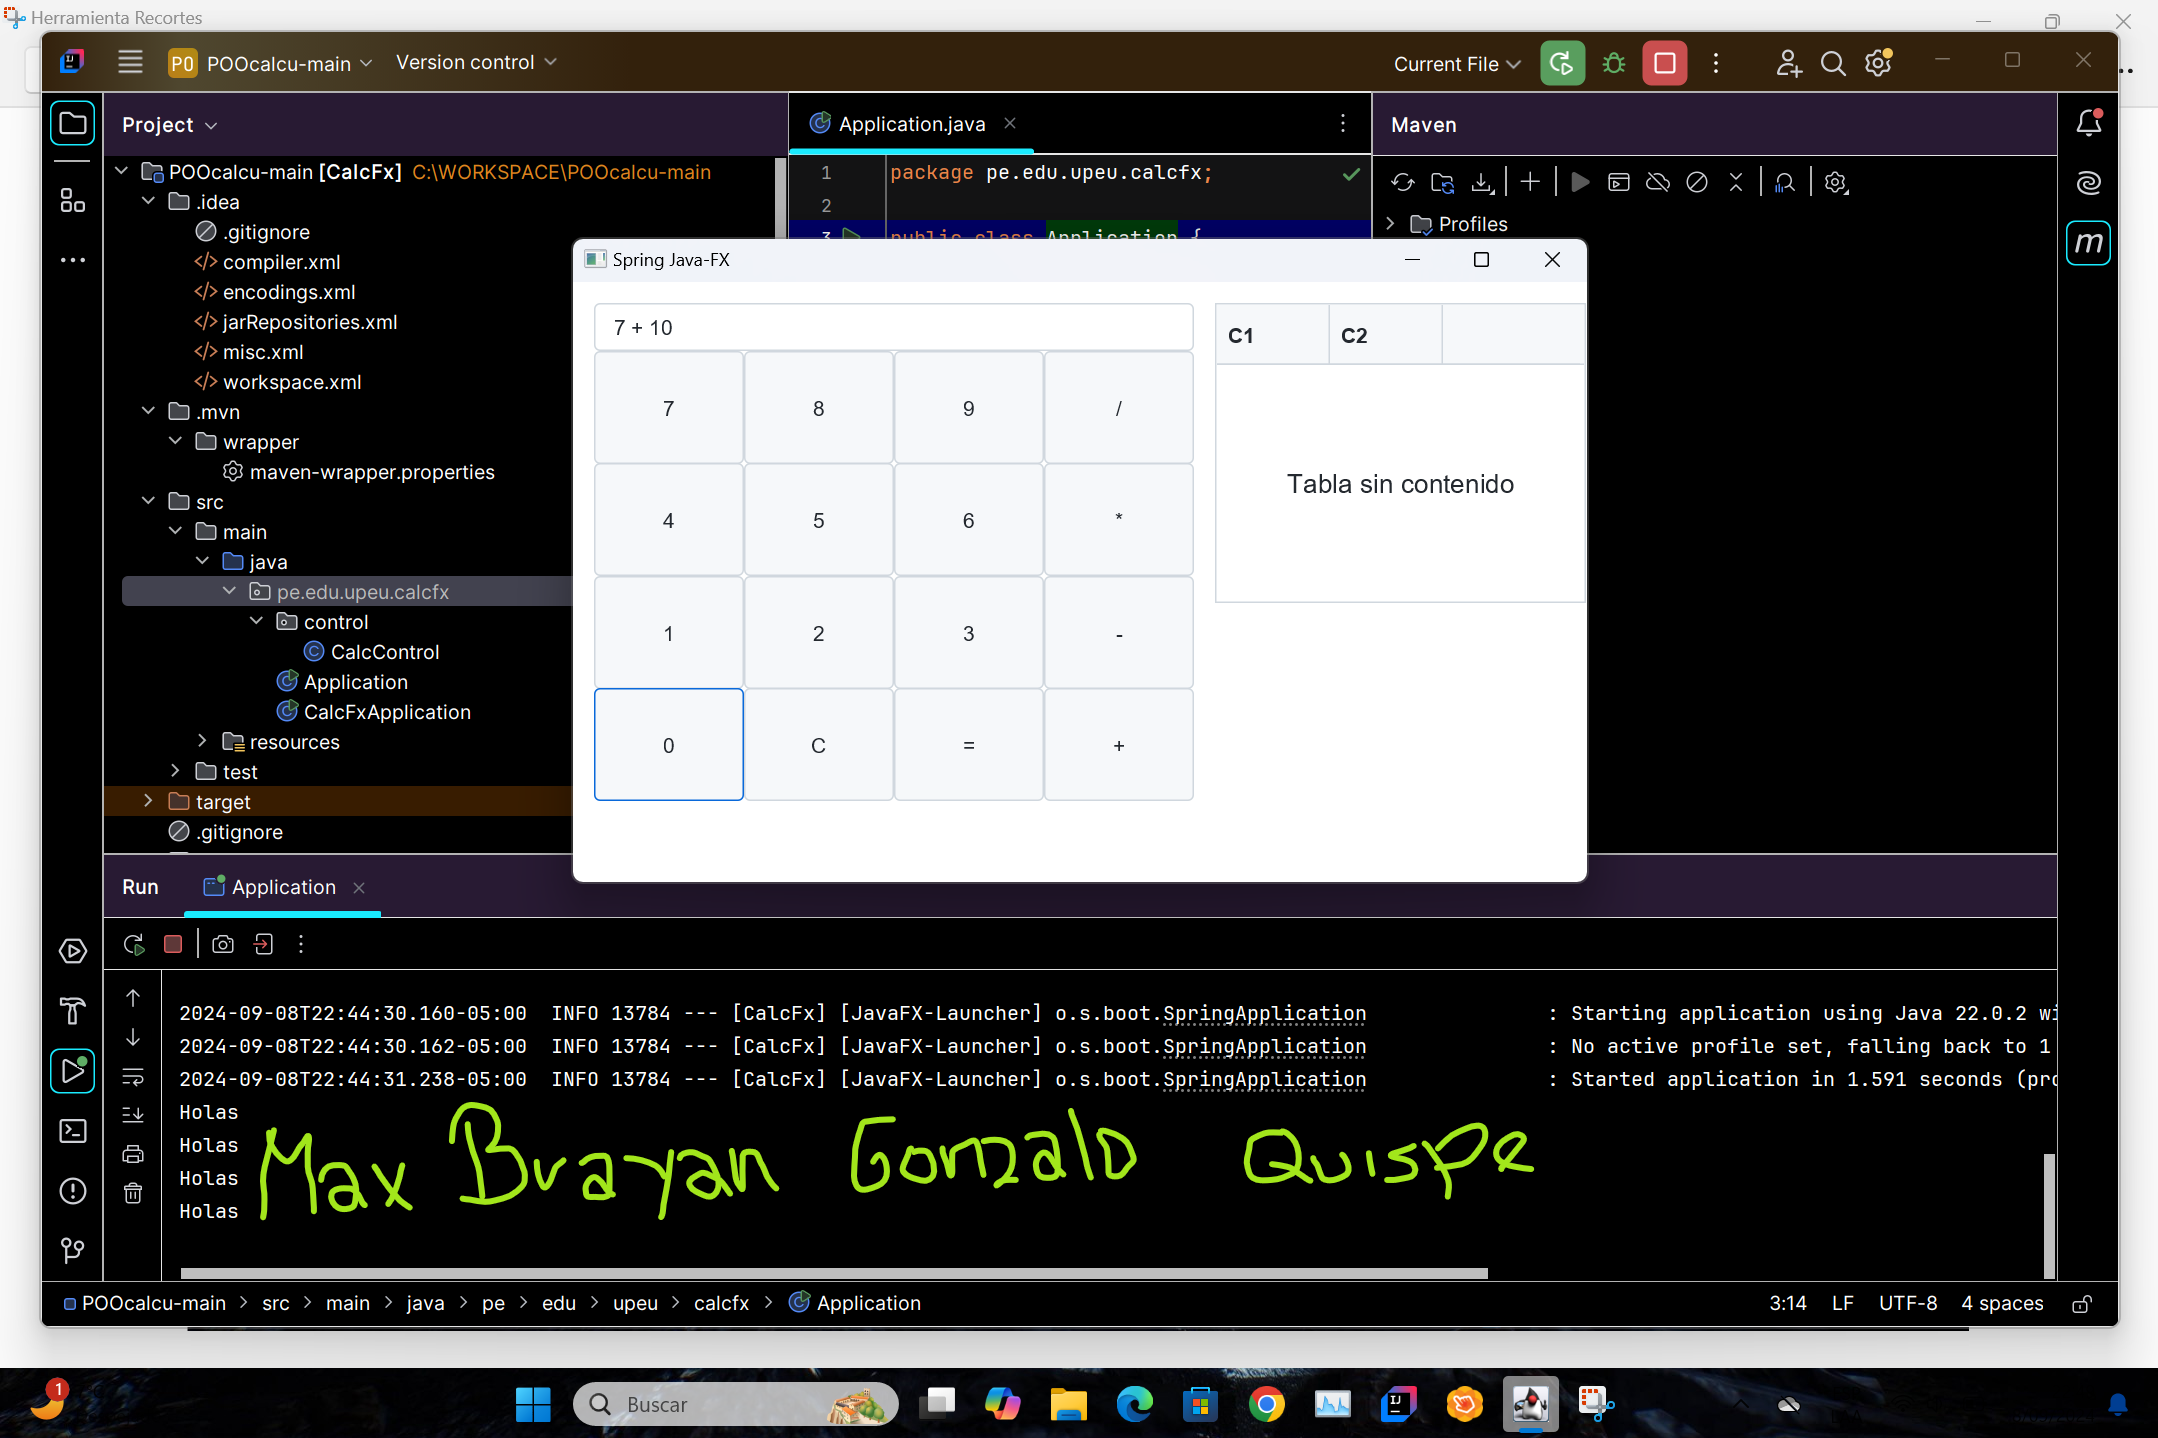 Herramienta Recortes
PO POOcalcu-main Version control Current File
Project
Application.java
Maven
POOcalcu-main [CalcFx] C:\WORKSPACE\POOcalcu-main
.idea
.gitignore
compiler.xml
encodings.xml
jarRepositories.xml
misc.xml
workspace.xml
.mvn
wrapper
maven-wrapper.properties
src
main
java
pe.edu.upeu.calcfx
control
CalcControl
Application
CalcFxApplication
resources
test
target
.gitignore
1 package pe.edu.upeu.calcfx;
2
3 public class Application {
Profiles
m
Spring Java-FX
7 + 10
7 8 9 /
4 5 6 *
1 2 3 -
0 C = +
C1 C2
Tabla sin contenido
Run Application
2024-09-08T22:44:30.160-05:00 INFO 13784 --- [CalcFx] [JavaFX-Launcher] o.s.boot.SpringApplication : Starting application using Java 22.0.2 wi
2024-09-08T22:44:30.162-05:00 INFO 13784 --- [CalcFx] [JavaFX-Launcher] o.s.boot.SpringApplication : No active profile set, falling back to 1
2024-09-08T22:44:31.238-05:00 INFO 13784 --- [CalcFx] [JavaFX-Launcher] o.s.boot.SpringApplication : Started application in 1.591 seconds (pro
Holas
Holas
Holas
Holas
Max Brayan Gonzalo Quispe
POOcalcu-main > src > main > java > pe > edu > upeu > calcfx > Application
3:14 LF UTF-8 4 spaces
1
Buscar